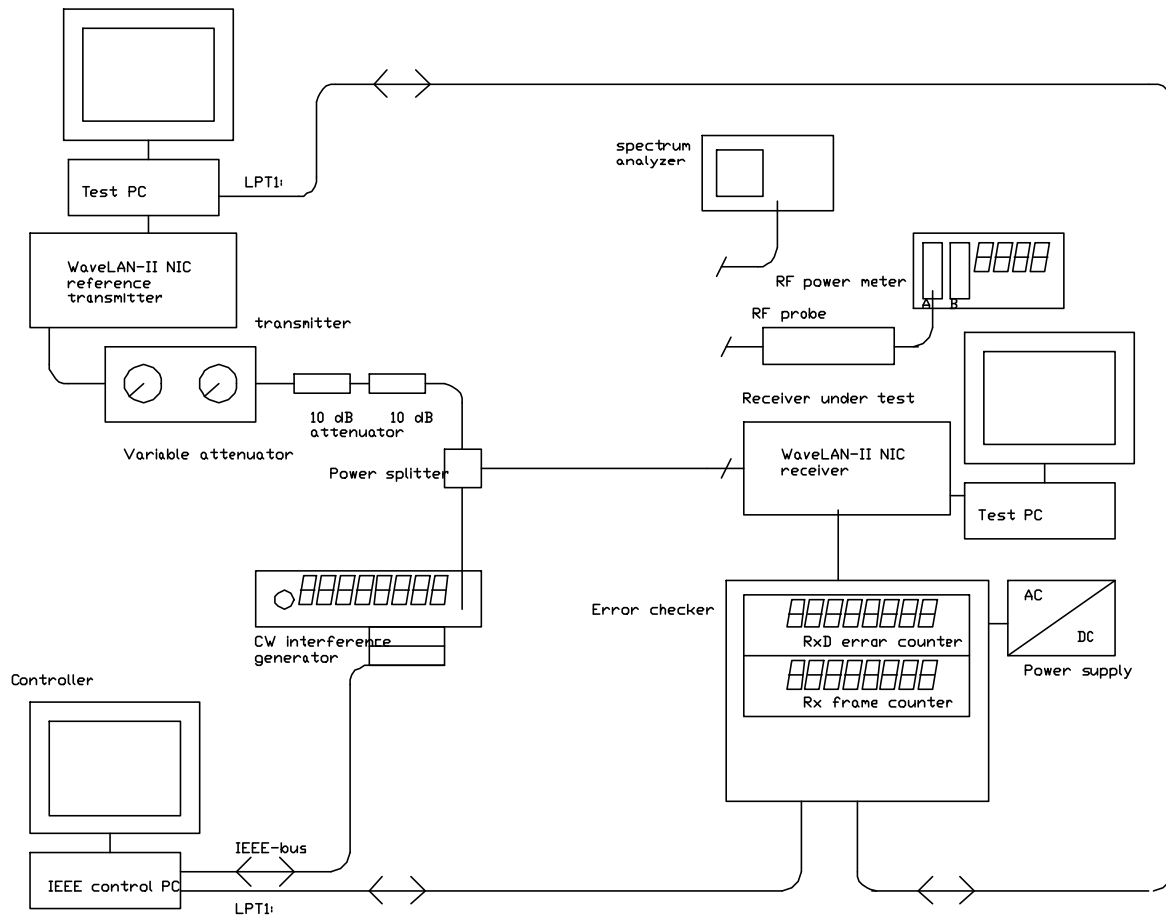 spectrum
analyzer
LPT1:
Test PC
WaveLAN-II NIC
reference
transmitter
RF power meter
A B
RF probe
transmitter
Receiver under test
10 dB 10 dB
attenuator
Variable attenuator
WaveLAN-II NIC
receiver
Power splitter
Test PC
Error checker
AC
DC
RxD error counter
CW interference
generator
Power supply
Controller
Rx frame counter
IEEE-bus
IEEE control PC
LPT1: